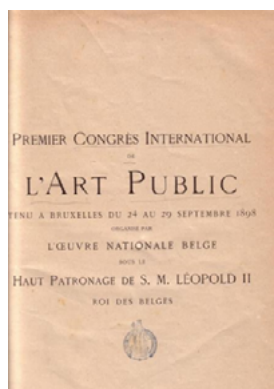 PREMIER CONGRÈS INTERNATIONAL
DE
L'ART PUBLIC
TENU A BRUXELLES DU 24 AU 29 SEPTEMBRE 1898
ORGANISÉ PAR
L'ŒUVRE NATIONALE BELGE
SOUS LE
HAUT PATRONAGE DE S. M. LÉOPOLD II
ROI DES BELGES